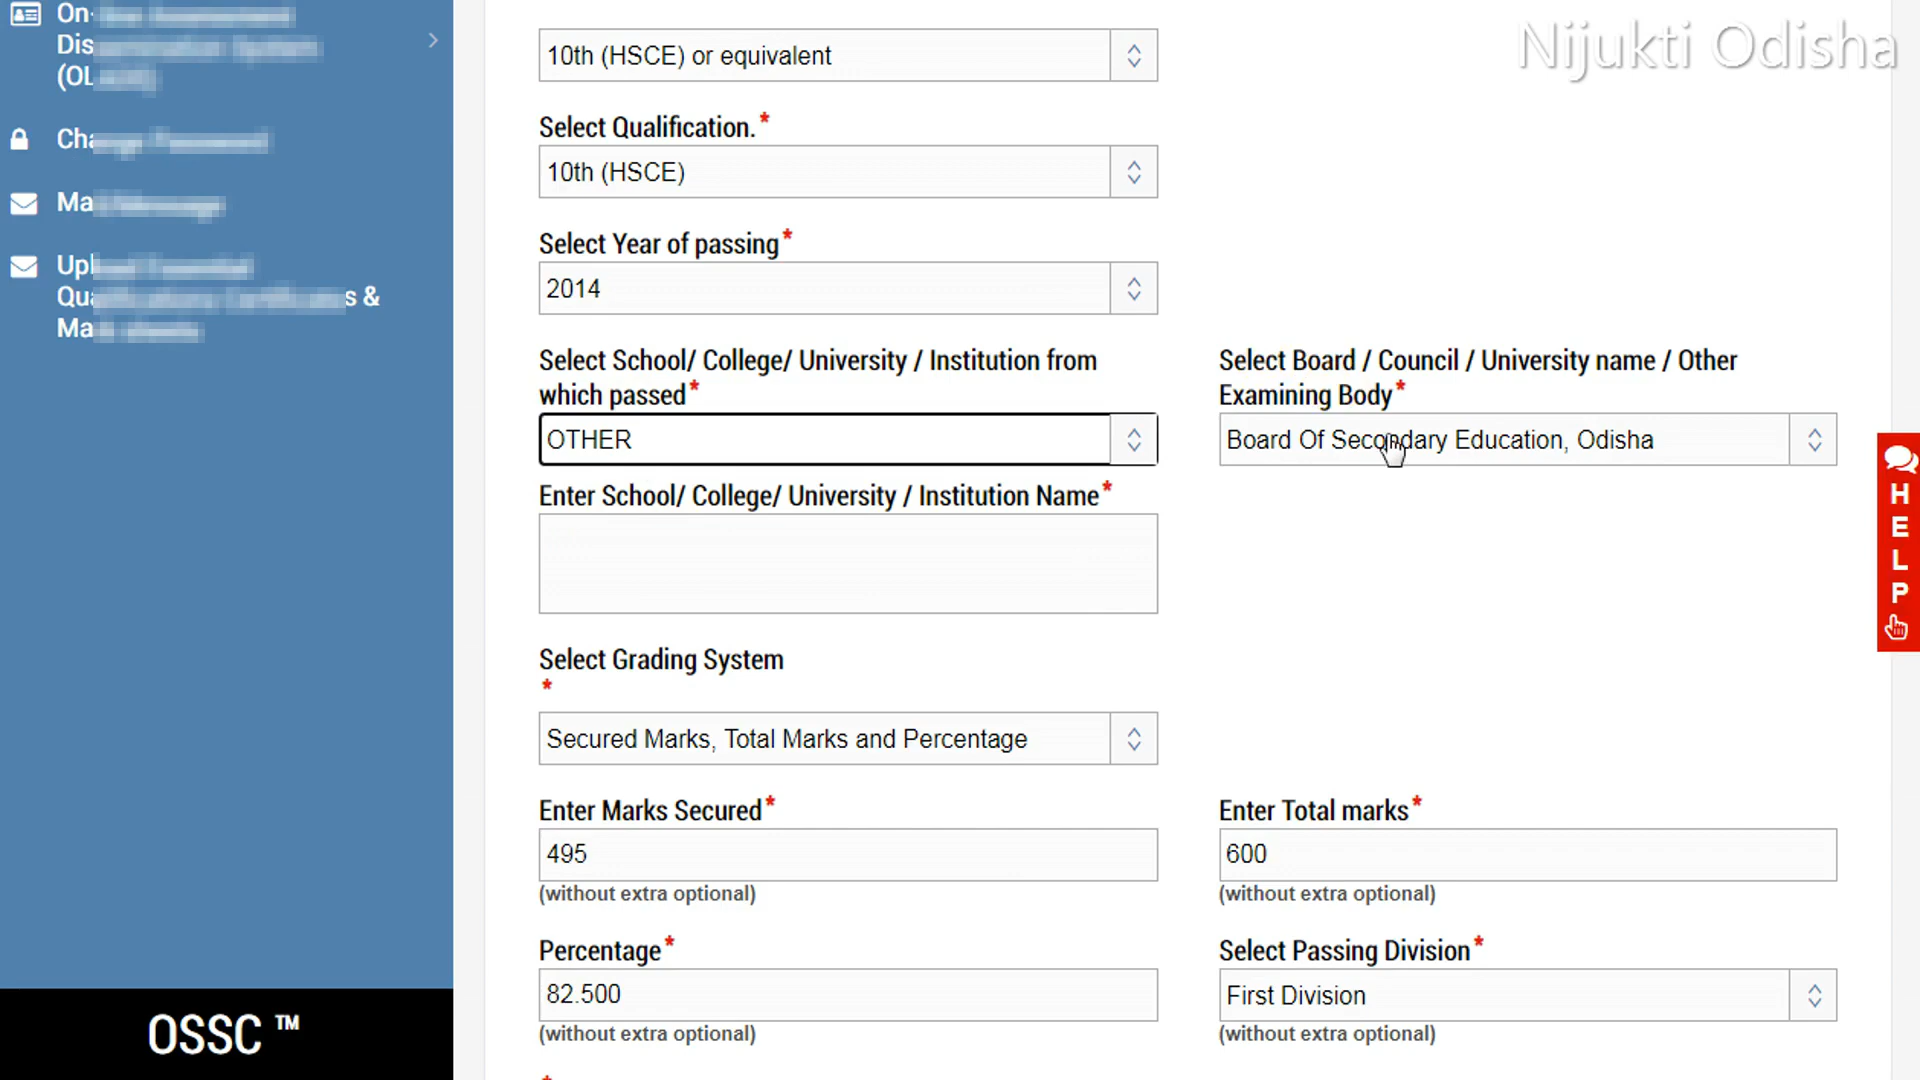 On-
Dis
(OL
Cha
Ma
Upl
Qua s &
Ma
OSSC ™
Nijukti Odisha
10th (HSCE) or equivalent
Select Qualification.*
10th (HSCE)
Select Year of passing*
2014
Select School/ College/ University / Institution from
which passed*
OTHER
Select Board / Council / University name / Other
Examining Body*
Board Of Secondary Education, Odisha
Enter School/ College/ University / Institution Name*
Select Grading System
*
Secured Marks, Total Marks and Percentage
Enter Marks Secured*
495
(without extra optional)
Enter Total marks*
600
(without extra optional)
Percentage*
82.500
(without extra optional)
Select Passing Division*
First Division
(without extra optional)
*
HELP